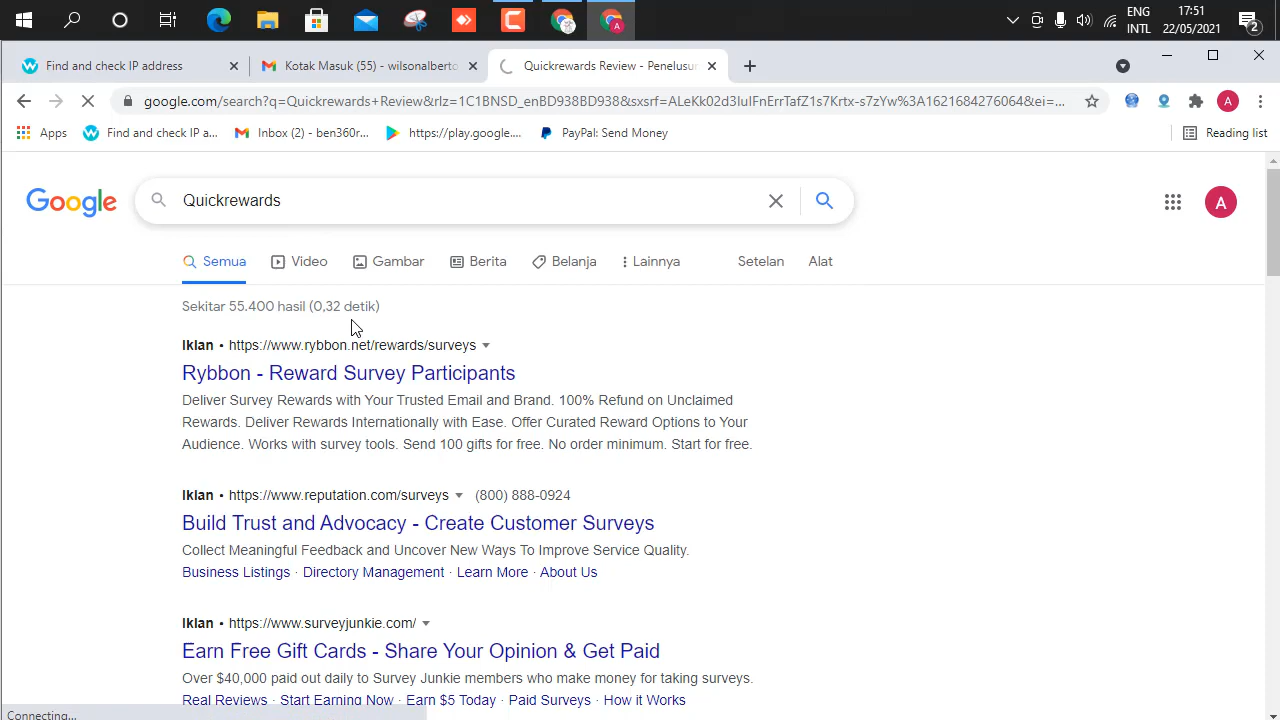 ENG
17:51
INTL
22/05/2021
2
A
Find and check IP address
Kotak Masuk (55) - wilsonalberto
Quickrewards Review - Penelusur
google.com/search?q=Quickrewards+Review&rlz=1C1BNSD_enBD938BD938&sxsrf=ALeKk02d3IuIFnErrTafZ1s7Krtx-s7zYw%3A1621684276064&ei=...
A
Apps
Find and check IP a...
Inbox (2) - ben360r...
https://play.google....
PayPal: Send Money
Reading list
Google
Quickrewards
A
Semua
Video
Gambar
Berita
Belanja
Lainnya
Setelan
Alat
Sekitar 55.400 hasil (0,32 detik)
Iklan • https://www.rybbon.net/rewards/surveys
Rybbon - Reward Survey Participants
Deliver Survey Rewards with Your Trusted Email and Brand. 100% Refund on Unclaimed
Rewards. Deliver Rewards Internationally with Ease. Offer Curated Reward Options to Your
Audience. Works with survey tools. Send 100 gifts for free. No order minimum. Start for free.
Iklan • https://www.reputation.com/surveys (800) 888-0924
Build Trust and Advocacy - Create Customer Surveys
Collect Meaningful Feedback and Uncover New Ways To Improve Service Quality.
Business Listings · Directory Management · Learn More · About Us
Iklan • https://www.surveyjunkie.com/
Earn Free Gift Cards - Share Your Opinion & Get Paid
Over $40,000 paid out daily to Survey Junkie members who make money for taking surveys.
Real Reviews · Start Earning Now · Earn $5 Today · Paid Surveys · How it Works
Connecting...